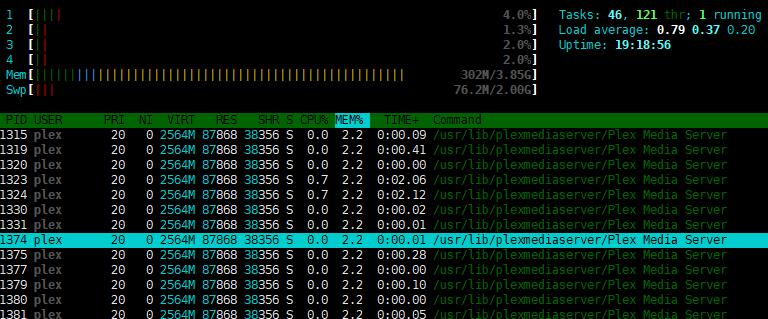 1 [|||| 4.0%] Tasks: 46, 121 thr; 1 running
2 [|| 1.3%] Load average: 0.79 0.37 0.20
3 [|| 2.0%] Uptime: 19:18:56
4 [|| 2.0%]
Mem[||||||||||||||||||||||||||||||||||||||||||||||||||||| 302M/3.85G]
Swp[||| 76.2M/2.00G]
PID USER PRI NI VIRT RES SHR S CPU% MEM% TIME+ Command
1315 plex 20 0 2564M 87868 38356 S 0.0 2.2 0:00.09 /usr/lib/plexmediaserver/Plex Media Server
1319 plex 20 0 2564M 87868 38356 S 0.0 2.2 0:00.41 /usr/lib/plexmediaserver/Plex Media Server
1320 plex 20 0 2564M 87868 38356 S 0.0 2.2 0:00.00 /usr/lib/plexmediaserver/Plex Media Server
1323 plex 20 0 2564M 87868 38356 S 0.7 2.2 0:02.06 /usr/lib/plexmediaserver/Plex Media Server
1324 plex 20 0 2564M 87868 38356 S 0.7 2.2 0:02.12 /usr/lib/plexmediaserver/Plex Media Server
1330 plex 20 0 2564M 87868 38356 S 0.0 2.2 0:00.02 /usr/lib/plexmediaserver/Plex Media Server
1331 plex 20 0 2564M 87868 38356 S 0.0 2.2 0:00.01 /usr/lib/plexmediaserver/Plex Media Server
1374 plex 20 0 2564M 87868 38356 S 0.0 2.2 0:00.01 /usr/lib/plexmediaserver/Plex Media Server
1375 plex 20 0 2564M 87868 38356 S 0.0 2.2 0:00.28 /usr/lib/plexmediaserver/Plex Media Server
1377 plex 20 0 2564M 87868 38356 S 0.0 2.2 0:00.00 /usr/lib/plexmediaserver/Plex Media Server
1379 plex 20 0 2564M 87868 38356 S 0.0 2.2 0:00.10 /usr/lib/plexmediaserver/Plex Media Server
1380 plex 20 0 2564M 87868 38356 S 0.0 2.2 0:00.00 /usr/lib/plexmediaserver/Plex Media Server
1381 plex 20 0 2564M 87868 38356 S 0.0 2.2 0:00.05 /usr/lib/plexmediaserver/Plex Media Server